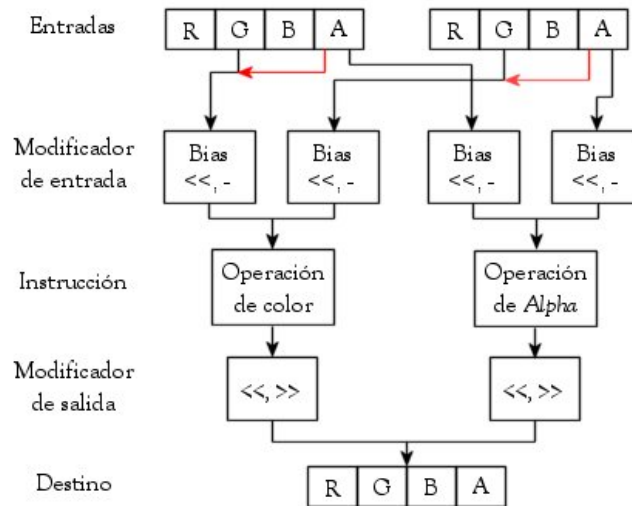 Entradas R G B A R G B A
Modificador de entrada
Bias <<, -
Bias <<, -
Bias <<, -
Bias <<, -
Instrucción
Operación de color
Operación de Alpha
Modificador de salida
<<, >>
<<, >>
Destino R G B A